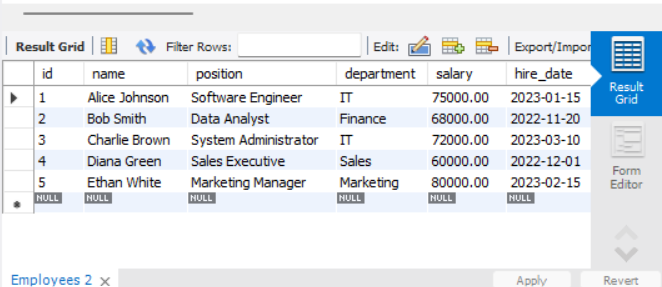 Result Grid Filter Rows: Edit: Export/Impor
id name position department salary hire_date
1 Alice Johnson Software Engineer IT 75000.00 2023-01-15
2 Bob Smith Data Analyst Finance 68000.00 2022-11-20
3 Charlie Brown System Administrator IT 72000.00 2023-03-10
4 Diana Green Sales Executive Sales 60000.00 2022-12-01
5 Ethan White Marketing Manager Marketing 80000.00 2023-02-15
NULL NULL NULL NULL NULL NULL
Result
Grid
Form
Editor
Employees 2 Apply Revert